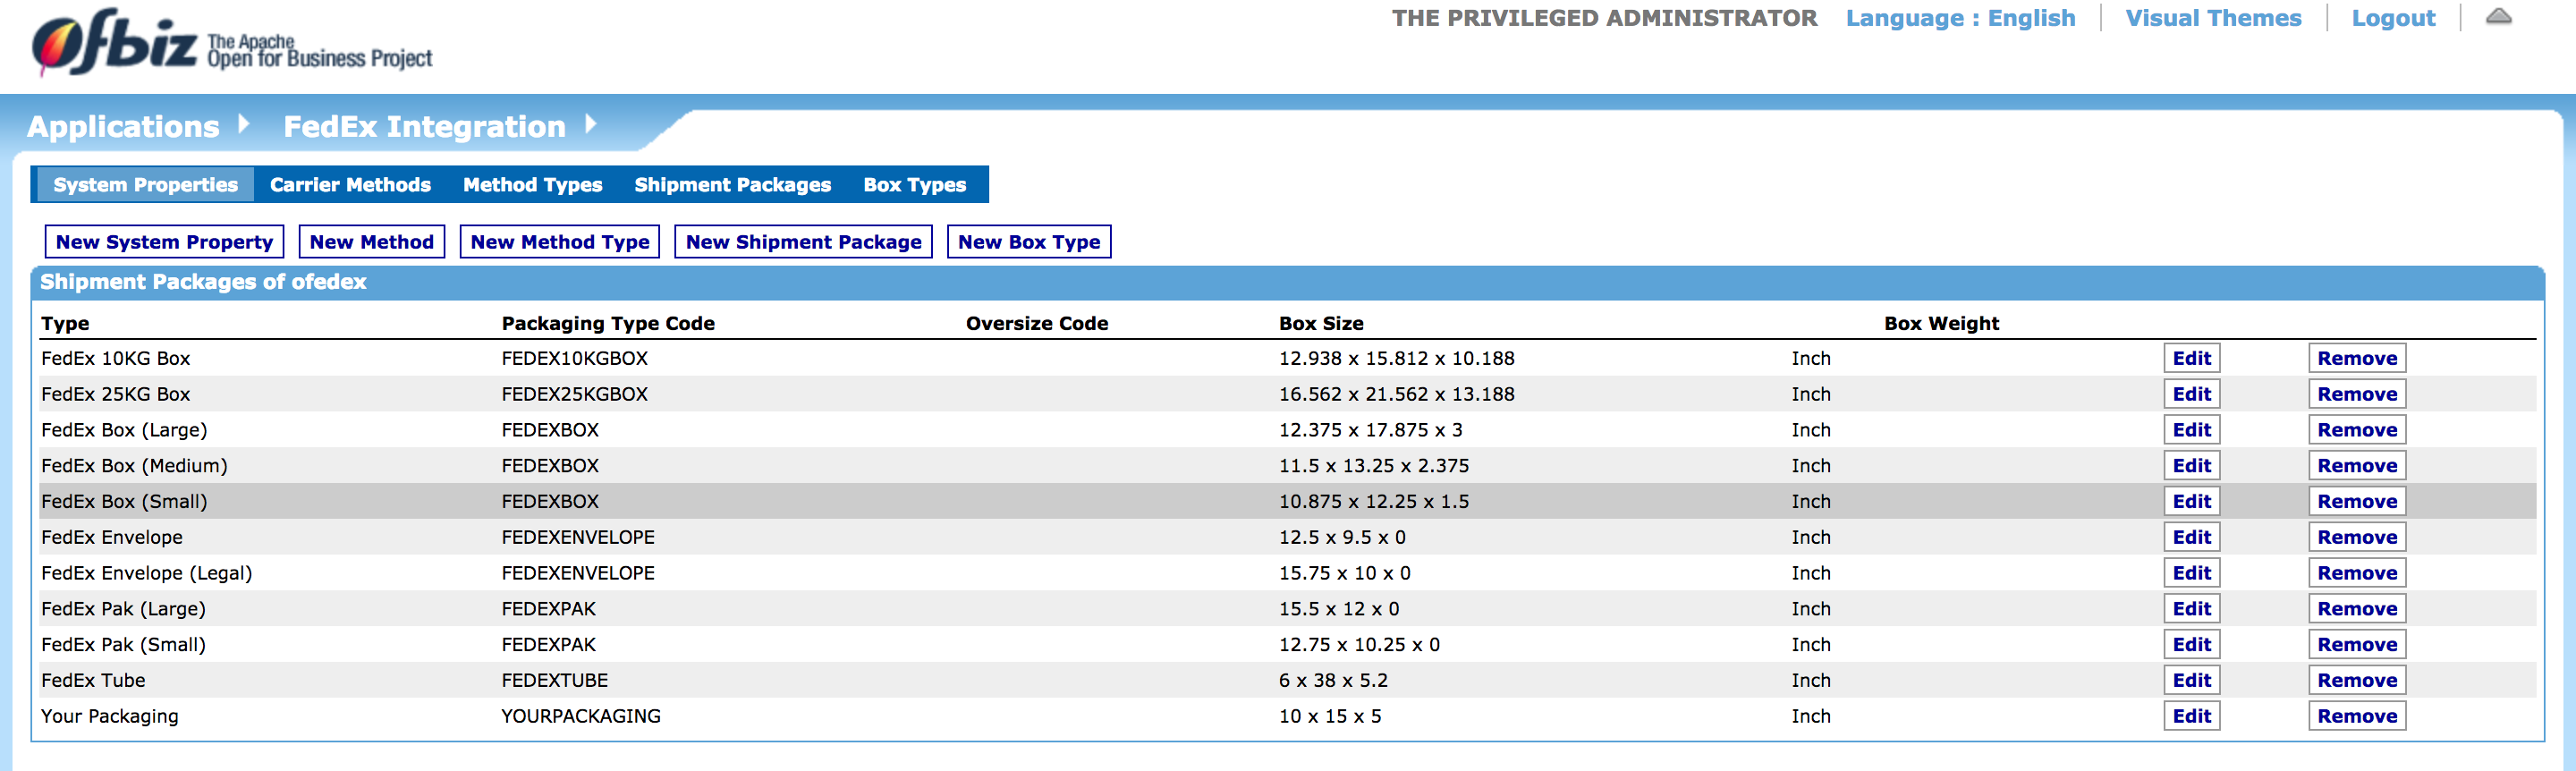 Ofbiz The Apache
Open for Business Project
THE PRIVILEGED ADMINISTRATOR Language : English Visual Themes Logout
Applications FedEx Integration
System Properties Carrier Methods Method Types Shipment Packages Box Types
New System Property New Method New Method Type New Shipment Package New Box Type
Shipment Packages of ofedex
Type Packaging Type Code Oversize Code Box Size Box Weight
FedEx 10KG Box FEDEX10KGBOX 12.938 x 15.812 x 10.188 Inch Edit Remove
FedEx 25KG Box FEDEX25KGBOX 16.562 x 21.562 x 13.188 Inch Edit Remove
FedEx Box (Large) FEDEXBOX 12.375 x 17.875 x 3 Inch Edit Remove
FedEx Box (Medium) FEDEXBOX 11.5 x 13.25 x 2.375 Inch Edit Remove
FedEx Box (Small) FEDEXBOX 10.875 x 12.25 x 1.5 Inch Edit Remove
FedEx Envelope FEDEXENVELOPE 12.5 x 9.5 x 0 Inch Edit Remove
FedEx Envelope (Legal) FEDEXENVELOPE 15.75 x 10 x 0 Inch Edit Remove
FedEx Pak (Large) FEDEXPAK 15.5 x 12 x 0 Inch Edit Remove
FedEx Pak (Small) FEDEXPAK 12.75 x 10.25 x 0 Inch Edit Remove
FedEx Tube FEDEXTUBE 6 x 38 x 5.2 Inch Edit Remove
Your Packaging YOURPACKAGING 10 x 15 x 5 Inch Edit Remove